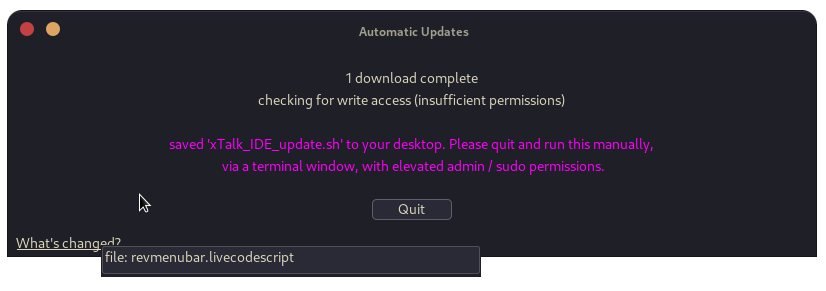 Automatic Updates
1 download complete
checking for write access (insufficient permissions)
saved 'xTalk_IDE_update.sh' to your desktop. Please quit and run this manually,
via a terminal window, with elevated admin / sudo permissions.
Quit
What's changed?
file: revmenubar.livecodescript